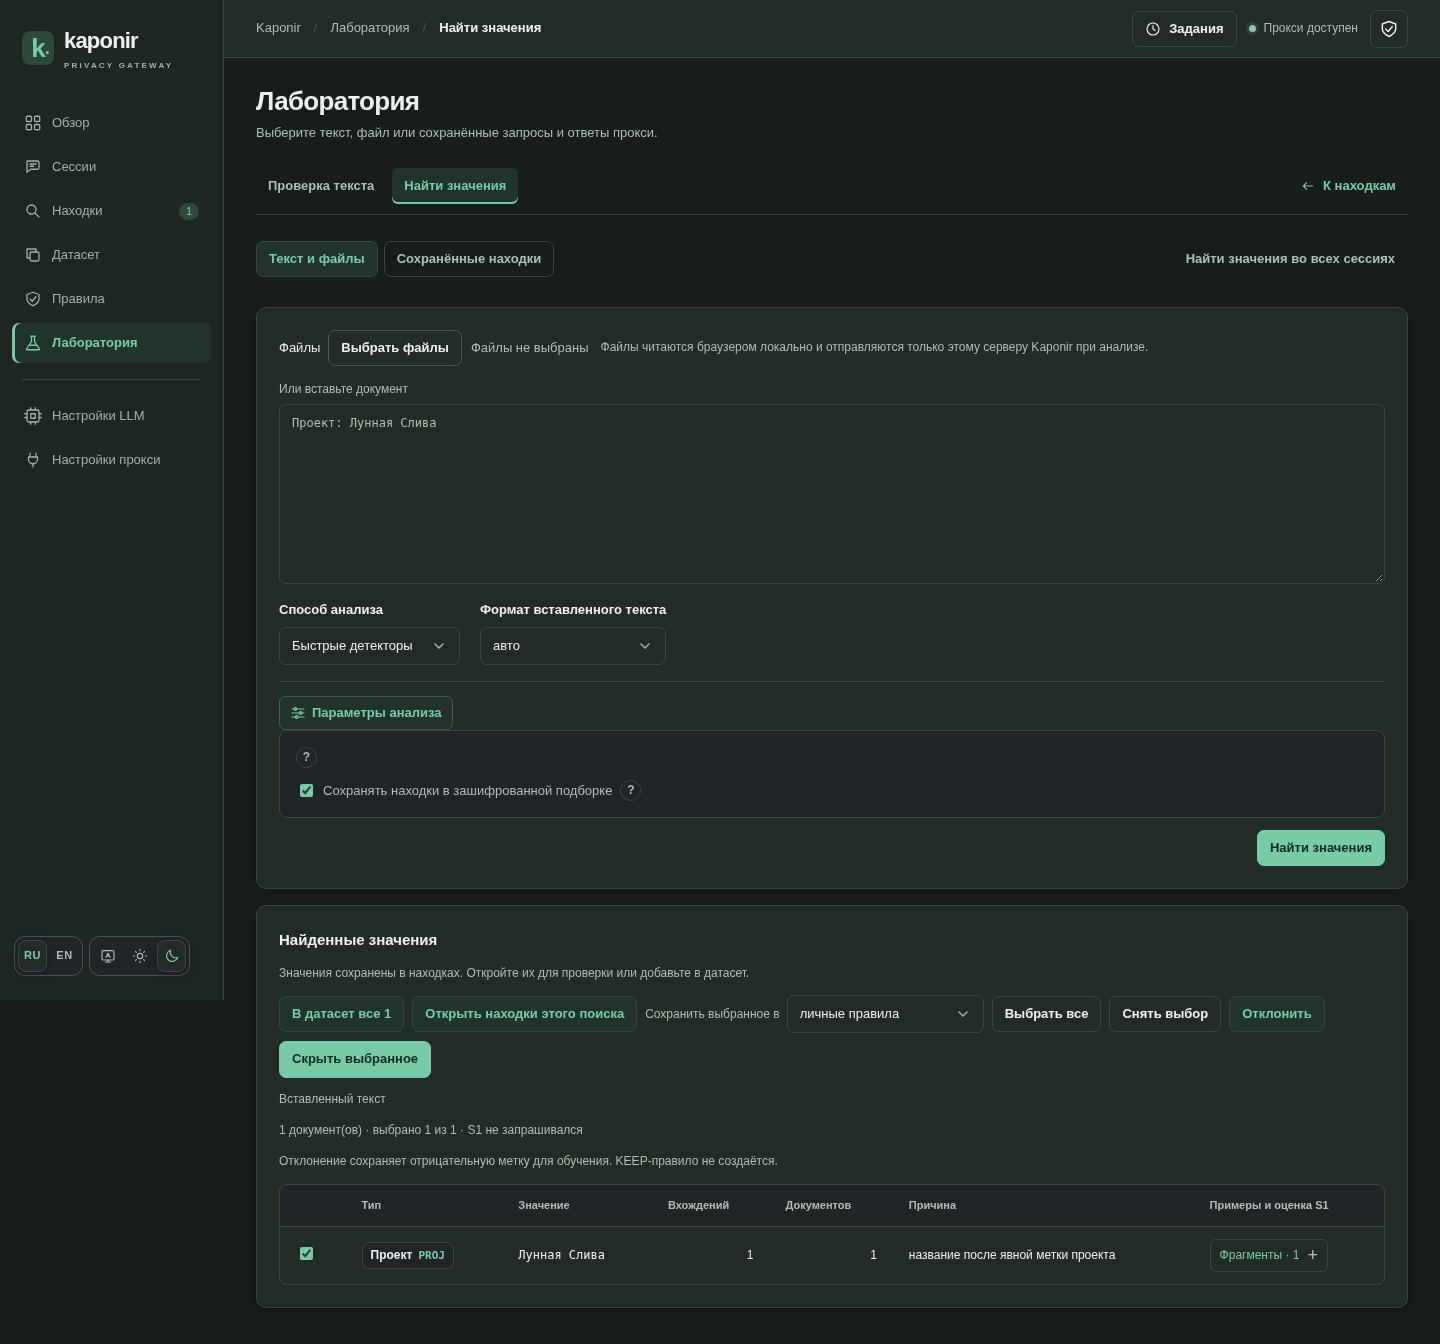 kaponir
PRIVACY GATEWAY
Обзор
Сессии
Находки 1
Датасет
Правила
Лаборатория
Настройки LLM
Настройки прокси
RU EN
Kaponir / Лаборатория / Найти значения
Задания
Прокси доступен
Лаборатория
Выберите текст, файл или сохранённые запросы и ответы прокси.
Проверка текста Найти значения
К находкам
Текст и файлы Сохранённые находки
Найти значения во всех сессиях
Файлы Выбрать файлы Файлы не выбраны Файлы читаются браузером локально и отправляются только этому серверу Kaponir при анализе.
Или вставьте документ
Проект: Лунная Слива
Способ анализа Формат вставленного текста
Быстрые детекторы авто
Параметры анализа
?
Сохранять находки в зашифрованной подборке ?
Найти значения
Найденные значения
Значения сохранены в находках. Откройте их для проверки или добавьте в датасет.
В датасет все 1 Открыть находки этого поиска Сохранить выбранное в личные правила Выбрать все Снять выбор Отклонить
Скрыть выбранное
Вставленный текст
1 документ(ов) · выбрано 1 из 1 · S1 не запрашивался
Отклонение сохраняет отрицательную метку для обучения. KEEP-правило не создаётся.
Тип Значение Вхождений Документов Причина Примеры и оценка S1
Проект PROJ Лунная Слива 1 1 название после явной метки проекта Фрагменты · 1 +